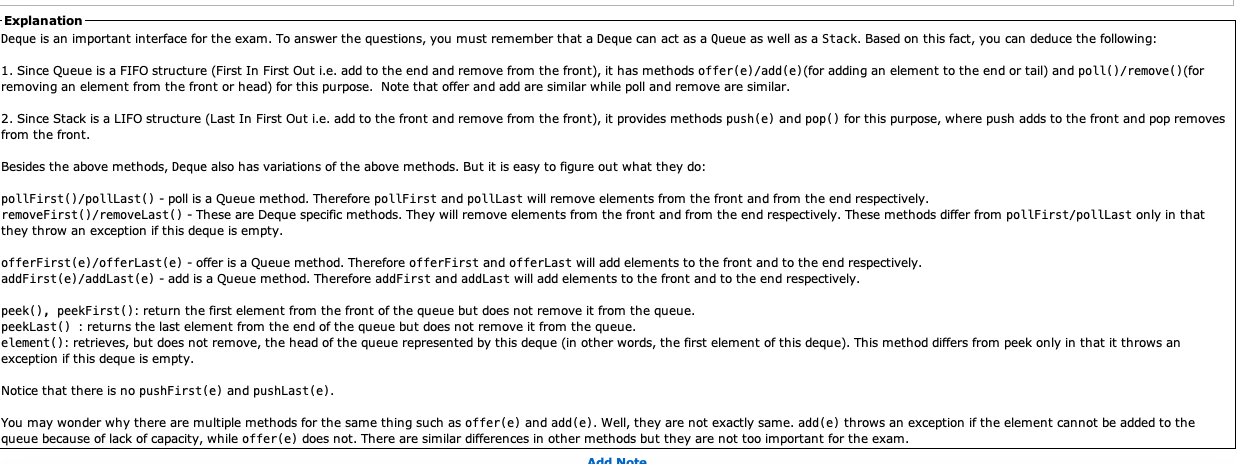 Explanation
Deque is an important interface for the exam. To answer the questions, you must remember that a Deque can act as a Queue as well as a Stack. Based on this fact, you can deduce the following:
1. Since Queue is a FIFO structure (First In First Out i.e. add to the end and remove from the front), it has methods offer(e)/add(e)(for adding an element to the end or tail) and poll()/remove()(for
removing an element from the front or head) for this purpose.  Note that offer and add are similar while poll and remove are similar.
2. Since Stack is a LIFO structure (Last In First Out i.e. add to the front and remove from the front), it provides methods push(e) and pop() for this purpose, where push adds to the front and pop removes
from the front.
Besides the above methods, Deque also has variations of the above methods. But it is easy to figure out what they do:
pollFirst()/pollLast() - poll is a Queue method. Therefore pollFirst and pollLast will remove elements from the front and from the end respectively.
removeFirst()/removeLast() - These are Deque specific methods. They will remove elements from the front and from the end respectively. These methods differ from pollFirst/pollLast only in that
they throw an exception if this deque is empty.
offerFirst(e)/offerLast(e) - offer is a Queue method. Therefore offerFirst and offerLast will add elements to the front and to the end respectively.
addFirst(e)/addLast(e) - add is a Queue method. Therefore addFirst and addLast will add elements to the front and to the end respectively.
peek(), peekFirst(): return the first element from the front of the queue but does not remove it from the queue.
peekLast() : returns the last element from the end of the queue but does not remove it from the queue.
element(): retrieves, but does not remove, the head of the queue represented by this deque (in other words, the first element of this deque). This method differs from peek only in that it throws an
exception if this deque is empty.
Notice that there is no pushFirst(e) and pushLast(e).
You may wonder why there are multiple methods for the same thing such as offer(e) and add(e). Well, they are not exactly same. add(e) throws an exception if the element cannot be added to the
queue because of lack of capacity, while offer(e) does not. There are similar differences in other methods but they are not too important for the exam.
Add Note